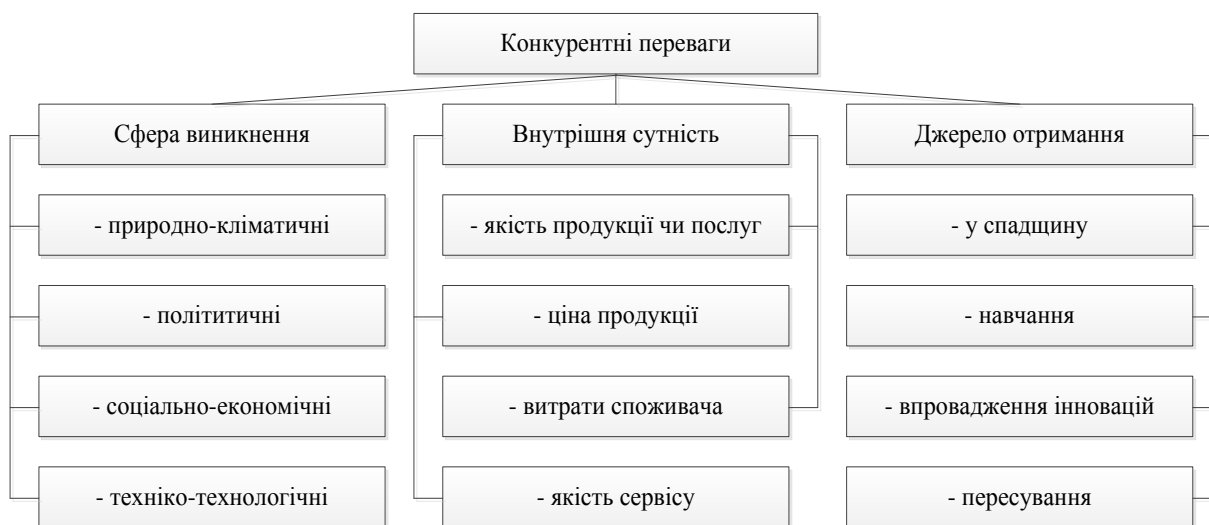 Конкурентні переваги
Сфера виникнення
- природно-кліматичні
- політитичні
- соціально-економічні
- техніко-технологічні
Внутрішня сутність
- якість продукції чи послуг
- ціна продукції
- витрати споживача
- якість сервісу
Джерело отримання
- у спадщину
- навчання
- впровадження інновацій
- пересування